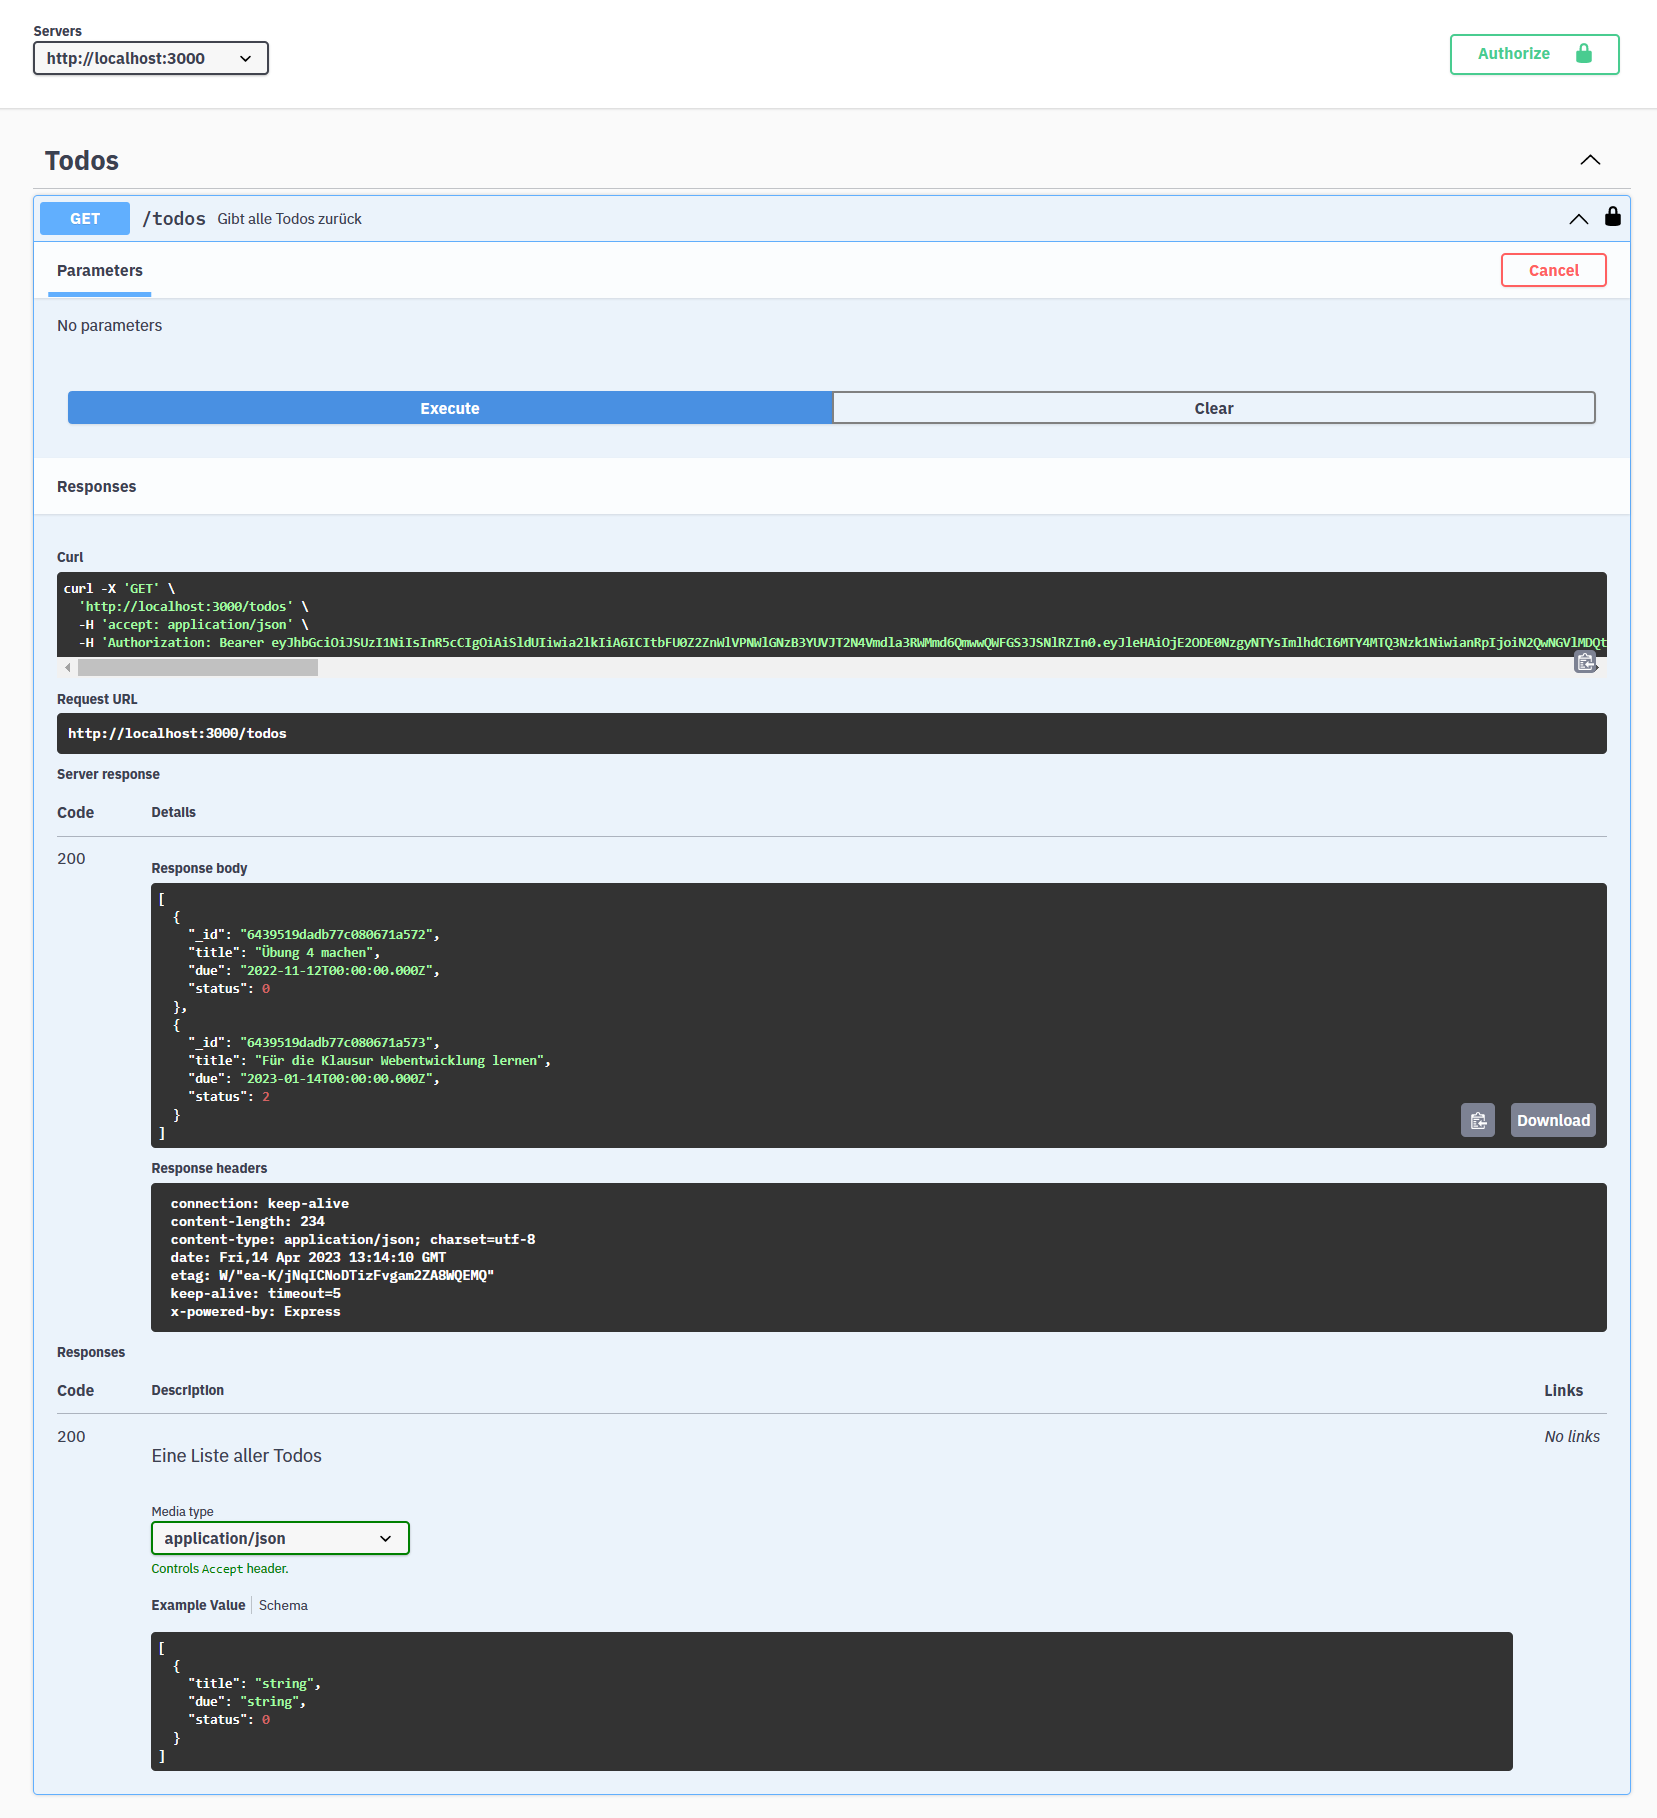 Servers
http://localhost:3000
Authorize
Todos
GET /todos Gibt alle Todos zurück
Parameters
Cancel
No parameters
Execute
Clear
Responses
Curl
curl -X 'GET' \
'http://localhost:3000/todos' \
-H 'accept: application/json' \
-H 'Authorization: Bearer
Request URL
http://localhost:3000/todos
Server response
Code Details
200
Response body
[
{
"_id": "6439519dadb77c080671a572",
"title": "Übung 4 machen",
"due": "2022-11-12T00:00:00.000Z",
"status": 0
},
{
"_id": "6439519dadb77c080671a573",
"title": "Für die Klausur Webentwicklung lernen",
"due": "2023-01-14T00:00:00.000Z",
"status": 2
}
]
Download
Response headers
connection: keep-alive
content-length: 234
content-type: application/json; charset=utf-8
date: Fri,14 Apr 2023 13:14:10 GMT
etag: W/"ea-K/jNqICNoDTizFvgam2ZA8WQEMQ"
keep-alive: timeout=5
x-powered-by: Express
Responses
Code Description Links
200
Eine Liste aller Todos
No links
Media type
application/json
Controls Accept header.
Example Value Schema
[
{
"title": "string",
"due": "string",
"status": 0
}
]